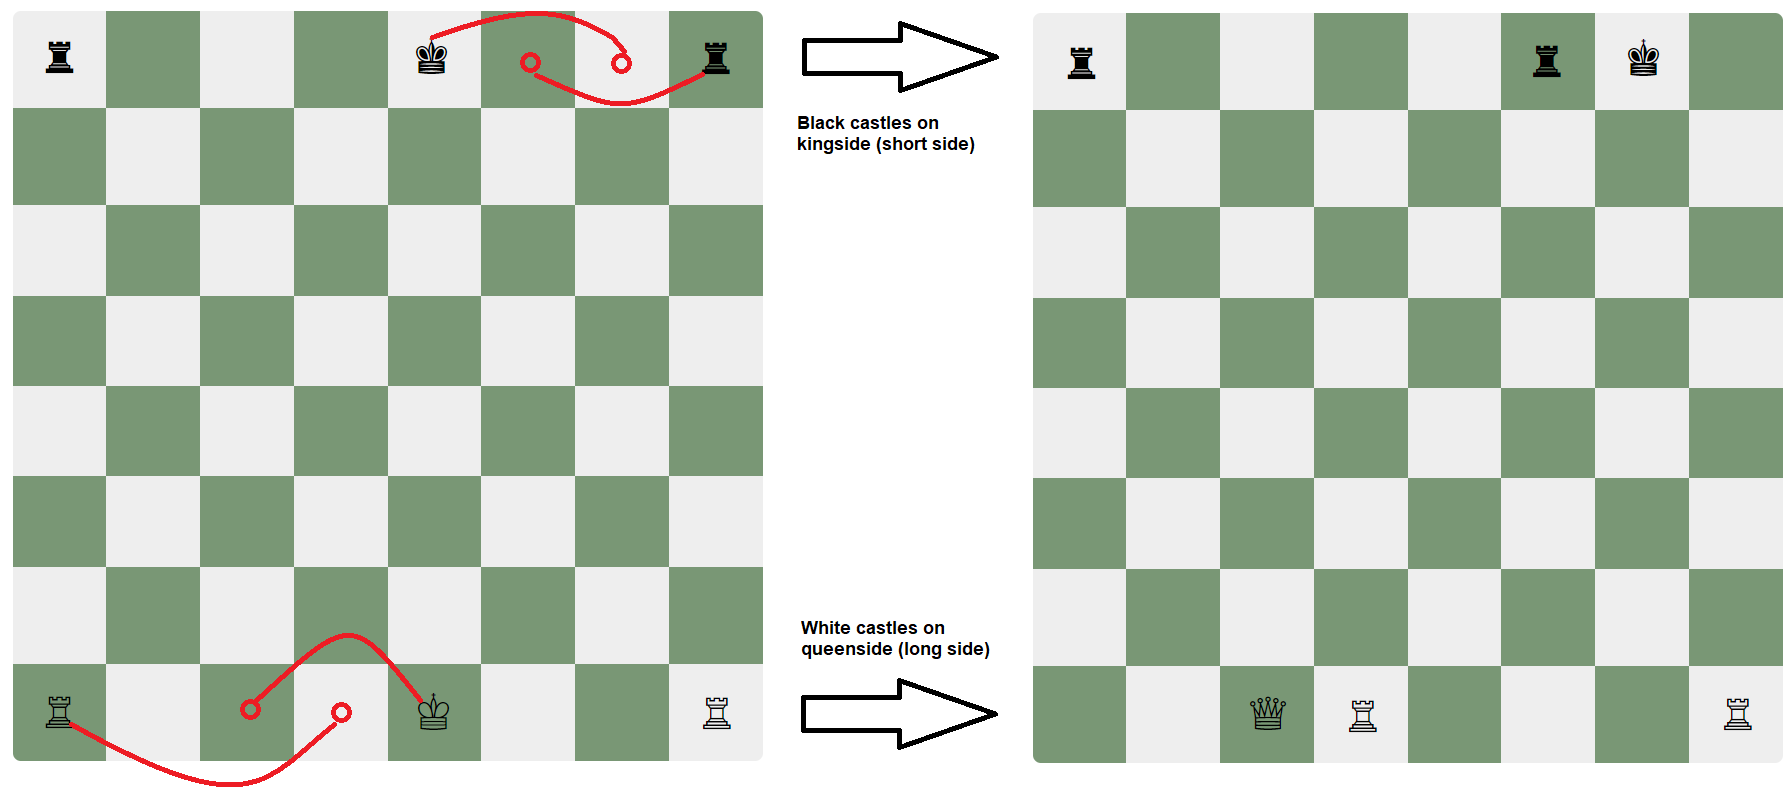 Black castles on
kingside (short side)
White castles on
queenside (long side)